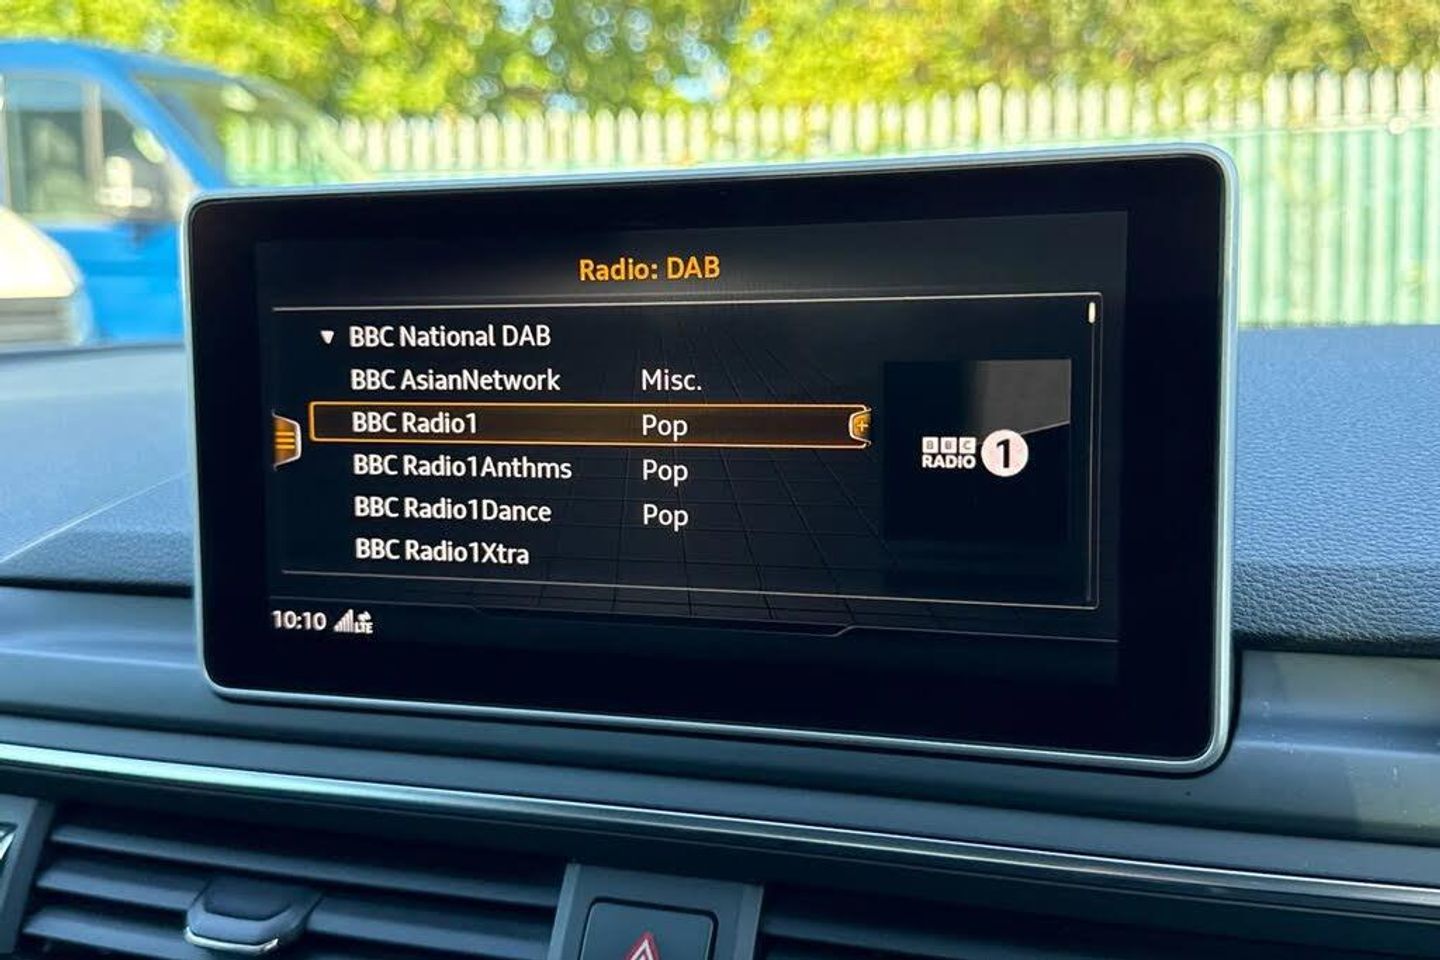 Radio: DAB
BBC National DAB
BBC AsianNetwork Misc.
BBC Radio1 Pop
BBC Radio1Anthms Pop
BBC Radio1Dance Pop
BBC Radio1Xtra
BBC
RADIO 1
10:10 LTE